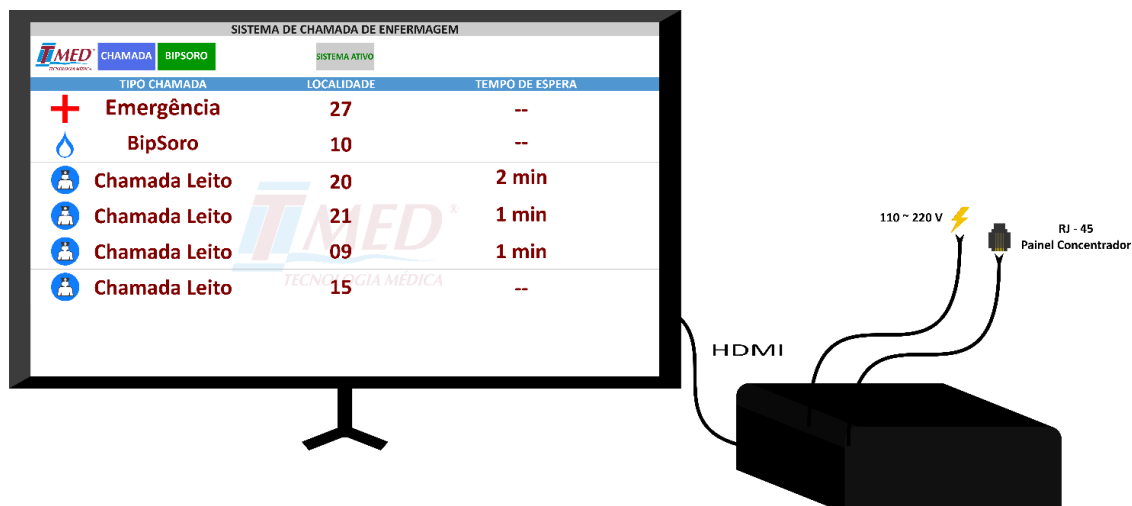 SISTEMA DE CHAMADA DE ENFERMAGEM
TMED® CHAMADA BIPSORO SISTEMA ATIVO
TECNOLOGIA MÉDICA
TIPO CHAMADA LOCALIDADE TEMPO DE ESPERA
Emergência 27 --
BipSoro 10 --
Chamada Leito 20 2 min
Chamada Leito 21 1 min
TMED®
Chamada Leito 09 1 min
TECNOLOGIA MÉDICA
Chamada Leito 15 --
110 ~ 220 V
RJ - 45
Painel Concentrador
HDMI